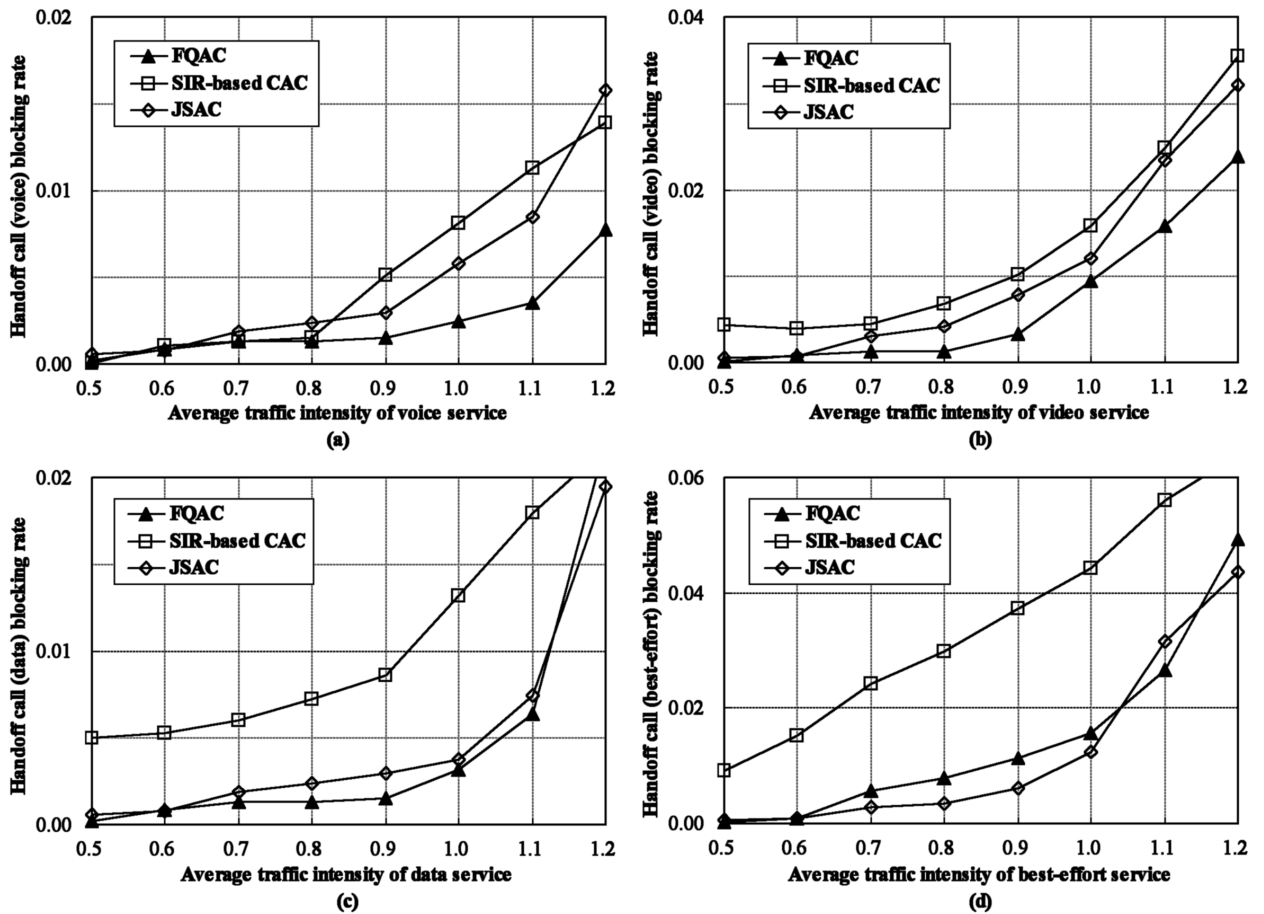 0.02
FQAC
SIR-based CAC
JSAC
0.01
0.00
0.5 0.6 0.7 0.8 0.9 1.0 1.1 1.2
Handoff call (voice) blocking rate
Average traffic intensity of voice service
(a)
0.04
FQAC
SIR-based CAC
JSAC
0.02
0.00
0.5 0.6 0.7 0.8 0.9 1.0 1.1 1.2
Handoff call (video) blocking rate
Average traffic intensity of video service
(b)
0.02
FQAC
SIR-based CAC
JSAC
0.01
0.00
0.5 0.6 0.7 0.8 0.9 1.0 1.1 1.2
Handoff call (data) blocking rate
Average traffic intensity of data service
(c)
0.06
FQAC
SIR-based CAC
JSAC
0.04
0.02
0.00
0.5 0.6 0.7 0.8 0.9 1.0 1.1 1.2
Handoff call (best-effort) blocking rate
Average traffic intensity of best-effort service
(d)